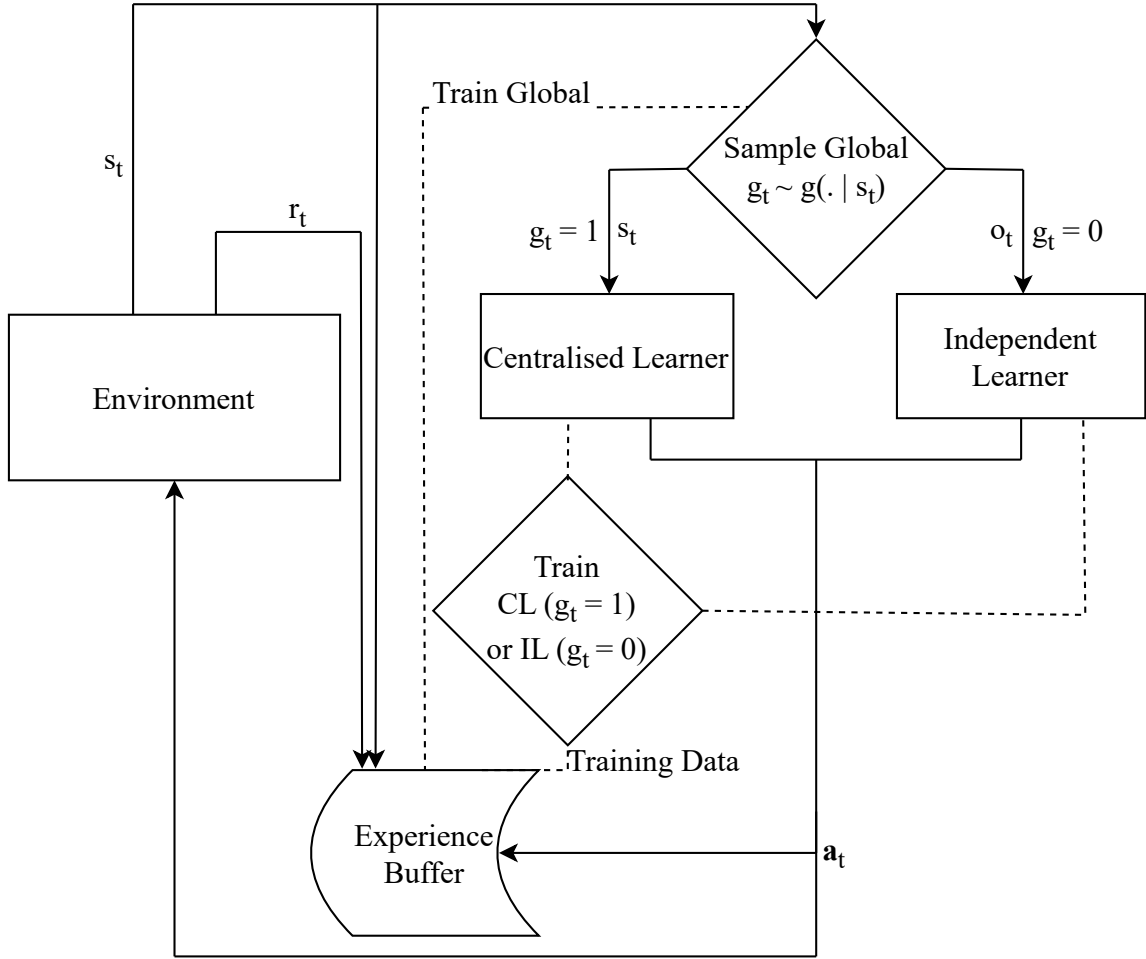 Train Global
Sample Global
g_t ~ g(. | s_t)
s_t
r_t
g_t = 1
s_t
o_t
g_t = 0
Environment
Centralised Learner
Independent
Learner
Train
CL (g_t = 1)
or IL (g_t = 0)
Training Data
Experience
Buffer
a_t